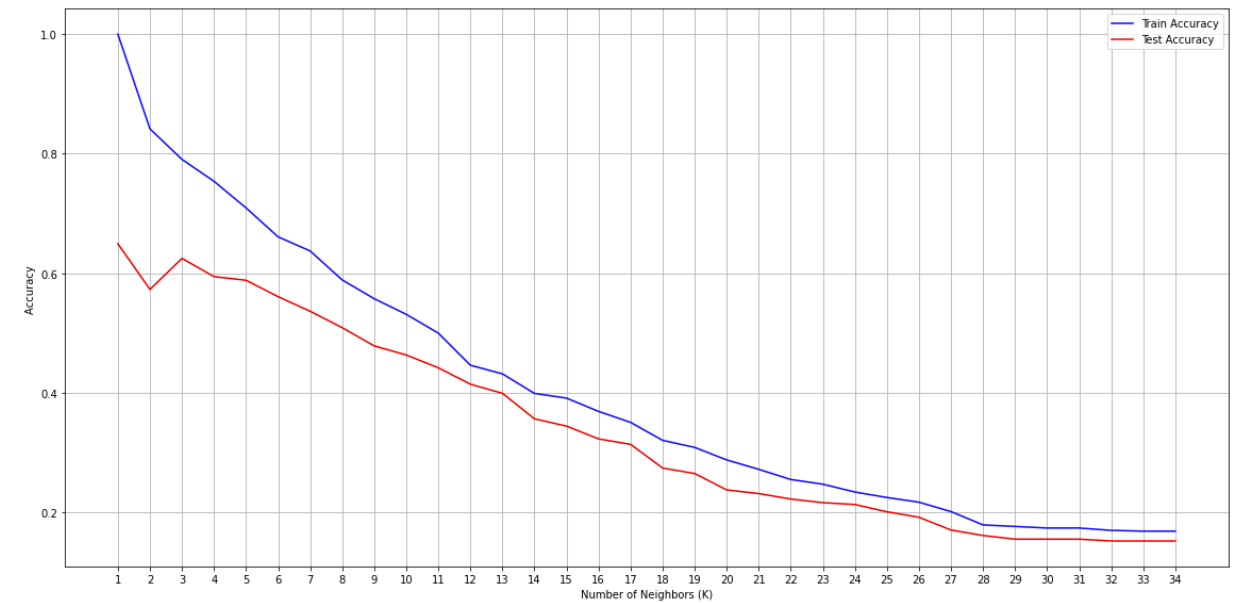 Train Accuracy
Test Accuracy
1.0
0.8
0.6
0.4
0.2
Accuracy
1 2 3 4 5 6 7 8 9 10 11 12 13 14 15 16 17 18 19 20 21 22 23 24 25 26 27 28 29 30 31 32 33 34
Number of Neighbors (K)